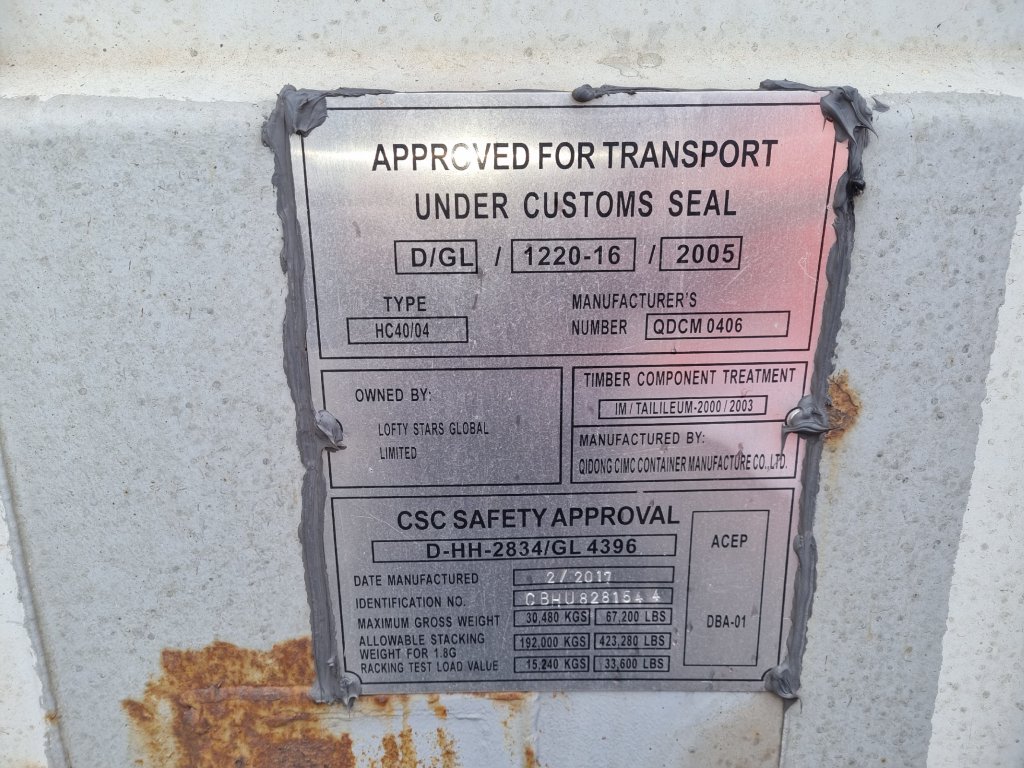 APPROVED FOR TRANSPORT
UNDER CUSTOMS SEAL
D/GL / 1220-16 / 2005
TYPE
HC40/04
MANUFACTURER'S
NUMBER QDCM 0406
OWNED BY:
LOFTY STARS GLOBAL
LIMITED
TIMBER COMPONENT TREATMENT
IM / TAILILEUM-2000 / 2003
MANUFACTURED BY:
QIDONG CIMC CONTAINER MANUFACTURE CO.,LTD.
CSC SAFETY APPROVAL
D-HH-2834/GL 4396
DATE MANUFACTURED 2/2017
IDENTIFICATION NO. CBHU8281544
MAXIMUM GROSS WEIGHT 30,480 KGS 67,200 LBS
ALLOWABLE STACKING
WEIGHT FOR 1.8G 192,000 KGS 423,280 LBS
RACKING TEST LOAD VALUE 15,240 KGS 33,600 LBS
ACEP
DBA-01